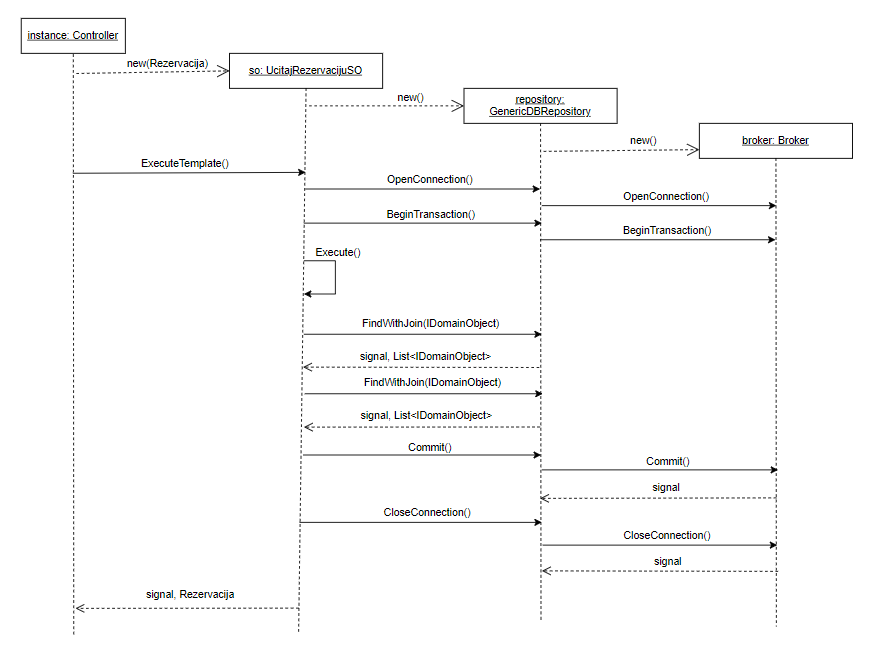 instance: Controller
new(Rezervacija)
so: UcitajRezervacijuSO
new()
repository:
GenericDBRepository
new()
broker: Broker
ExecuteTemplate()
OpenConnection()
OpenConnection()
BeginTransaction()
BeginTransaction()
Execute()
FindWithJoin(IDomainObject)
signal, List<IDomainObject>
FindWithJoin(IDomainObject)
signal, List<IDomainObject>
Commit()
Commit()
signal
CloseConnection()
CloseConnection()
signal
signal, Rezervacija